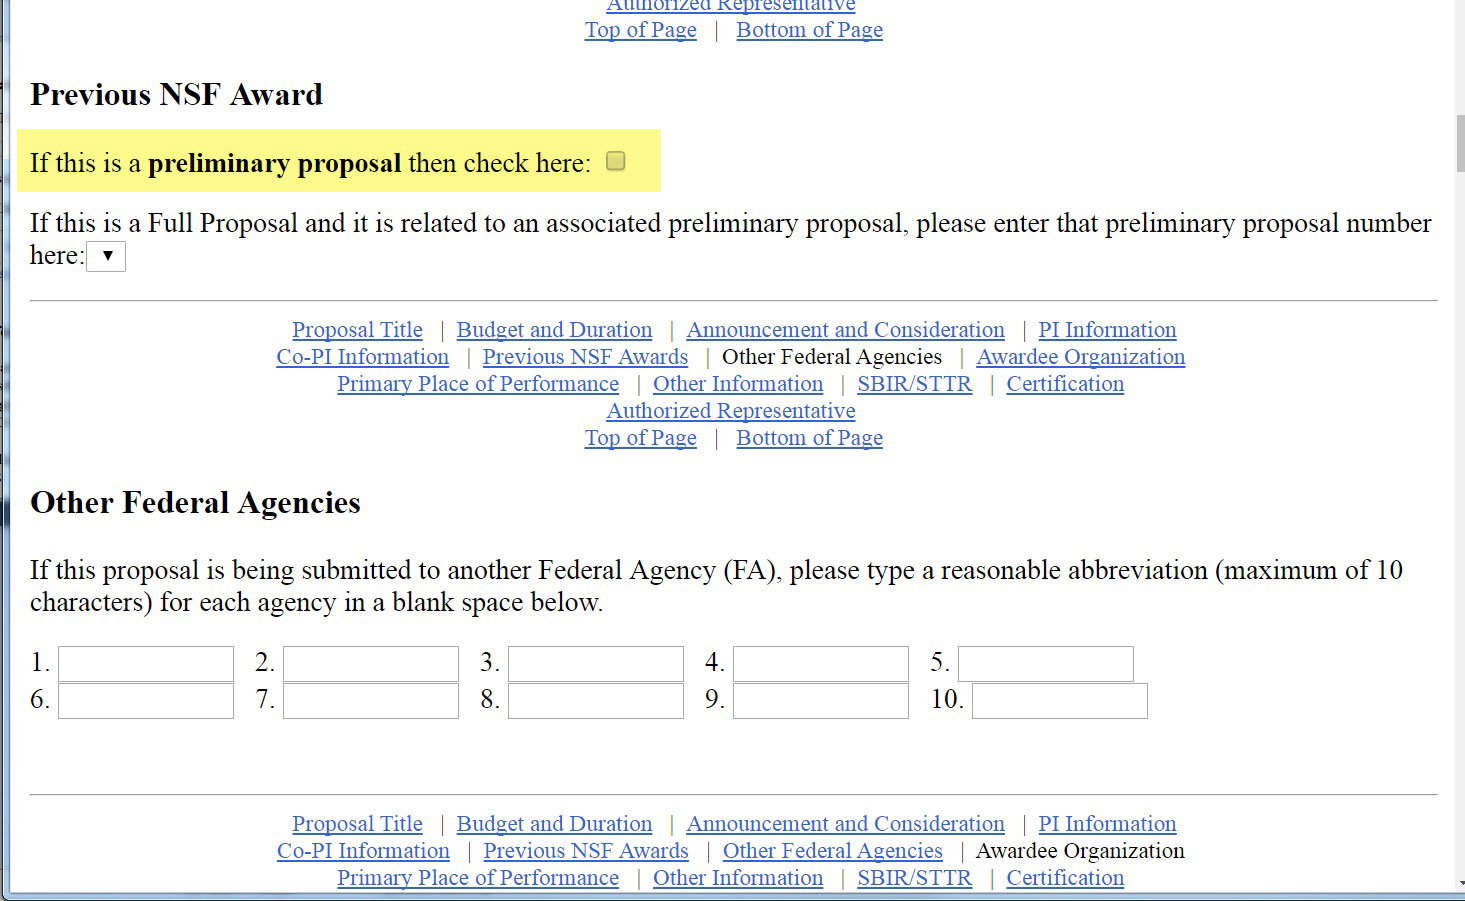 Authorized Representative
Top of Page | Bottom of Page
Previous NSF Award
If this is a preliminary proposal then check here:
If this is a Full Proposal and it is related to an associated preliminary proposal, please enter that preliminary proposal number
here:
Proposal Title | Budget and Duration | Announcement and Consideration | PI Information
Co-PI Information | Previous NSF Awards | Other Federal Agencies | Awardee Organization
Primary Place of Performance | Other Information | SBIR/STTR | Certification
Authorized Representative
Top of Page | Bottom of Page
Other Federal Agencies
If this proposal is being submitted to another Federal Agency (FA), please type a reasonable abbreviation (maximum of 10
characters) for each agency in a blank space below.
1. 2. 3. 4. 5.
6. 7. 8. 9. 10.
Proposal Title | Budget and Duration | Announcement and Consideration | PI Information
Co-PI Information | Previous NSF Awards | Other Federal Agencies | Awardee Organization
Primary Place of Performance | Other Information | SBIR/STTR | Certification